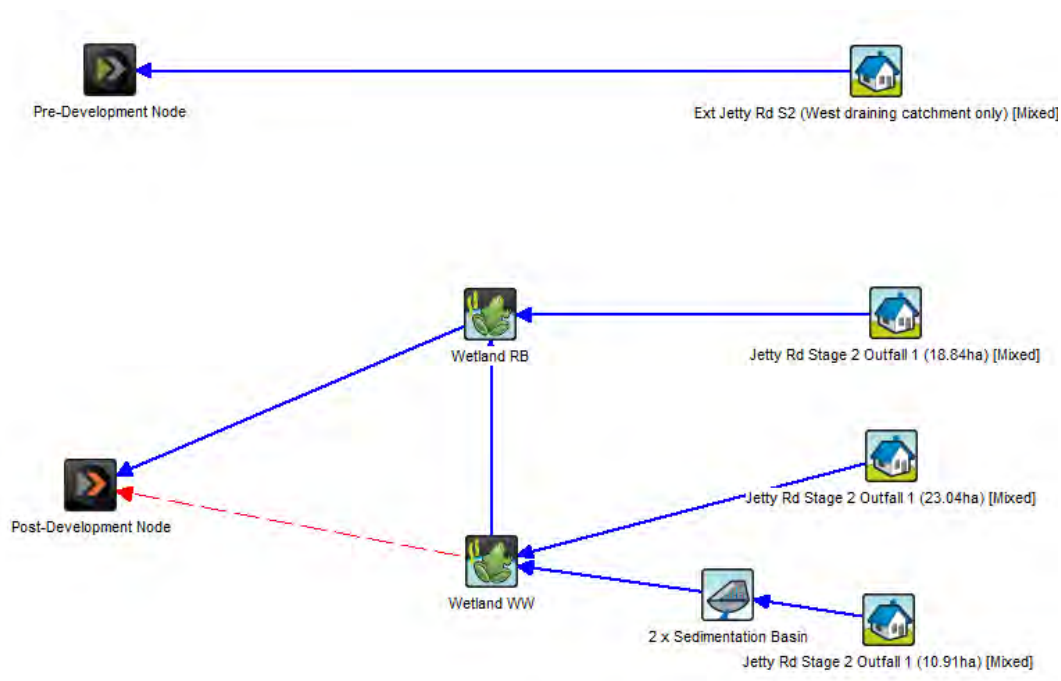 Pre-Development Node
Ext Jetty Rd S2 (West draining catchment only) [Mixed]
Wetland RB
Jetty Rd Stage 2 Outfall 1 (18.84ha) [Mixed]
Jetty Rd Stage 2 Outfall 1 (23.04ha) [Mixed]
Post-Development Node
Wetland WW
2 x Sedimentation Basin
Jetty Rd Stage 2 Outfall 1 (10.91ha) [Mixed]